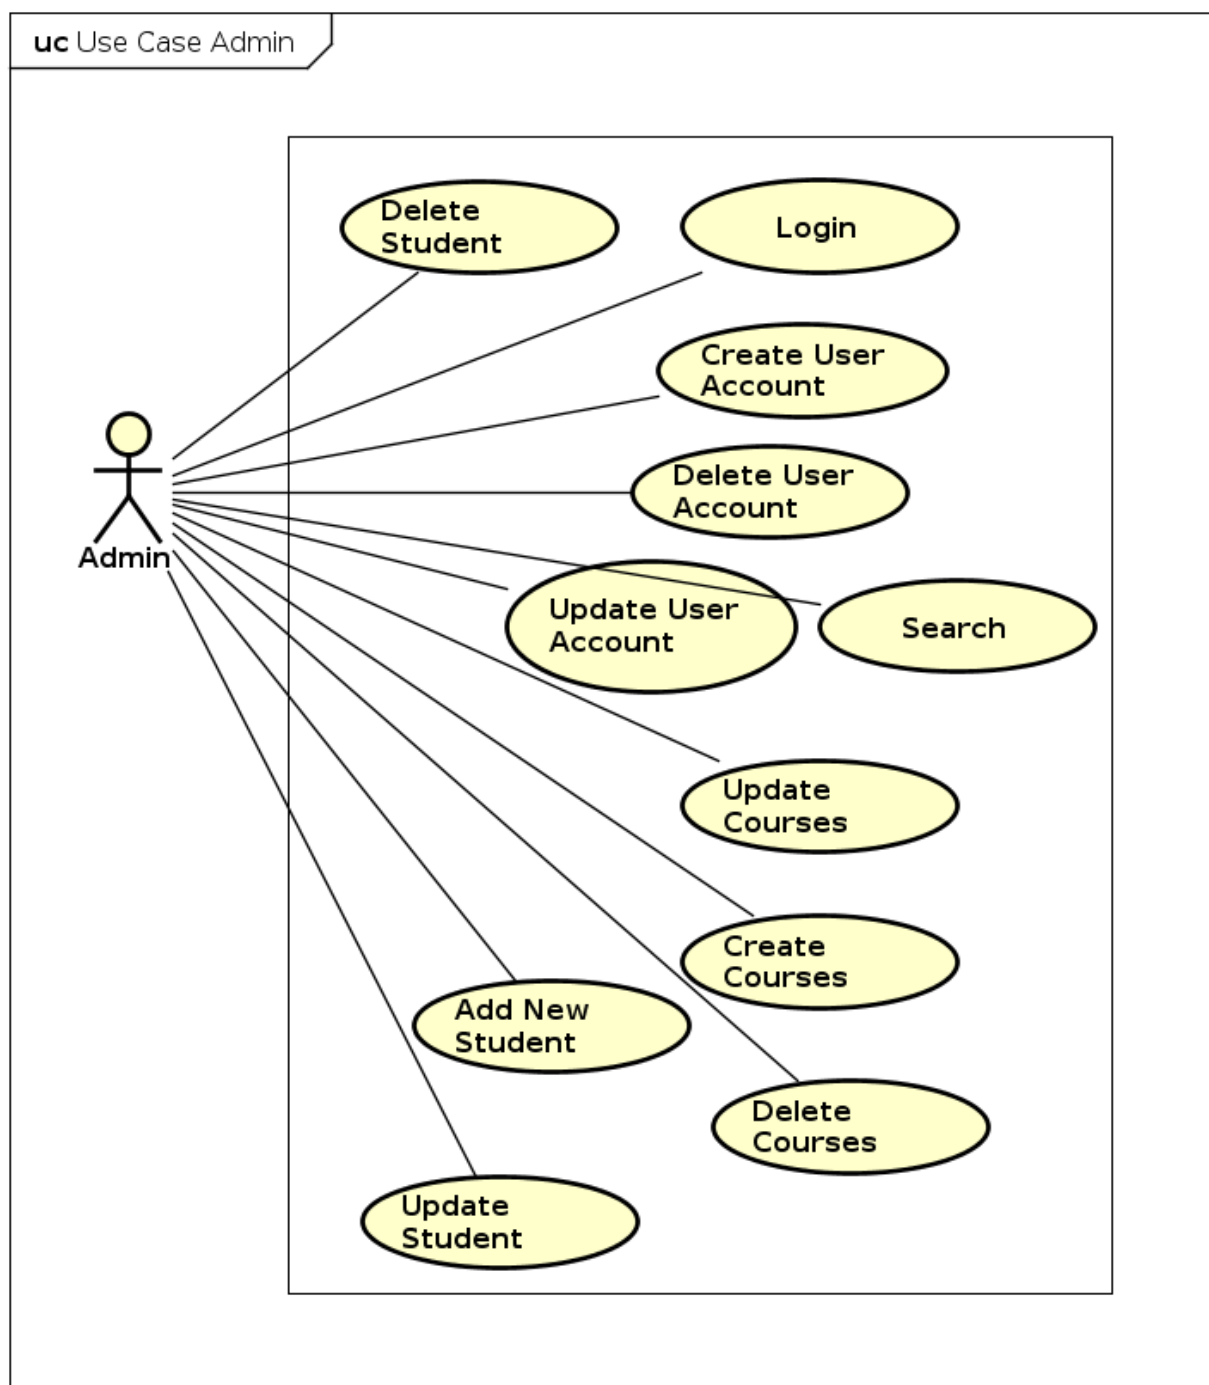 uc Use Case Admin
Delete
Student
Login
Create User
Account
Delete User
Account
Admin
Update User
Account
Search
Update
Courses
Create
Courses
Add New
Student
Delete
Courses
Update
Student